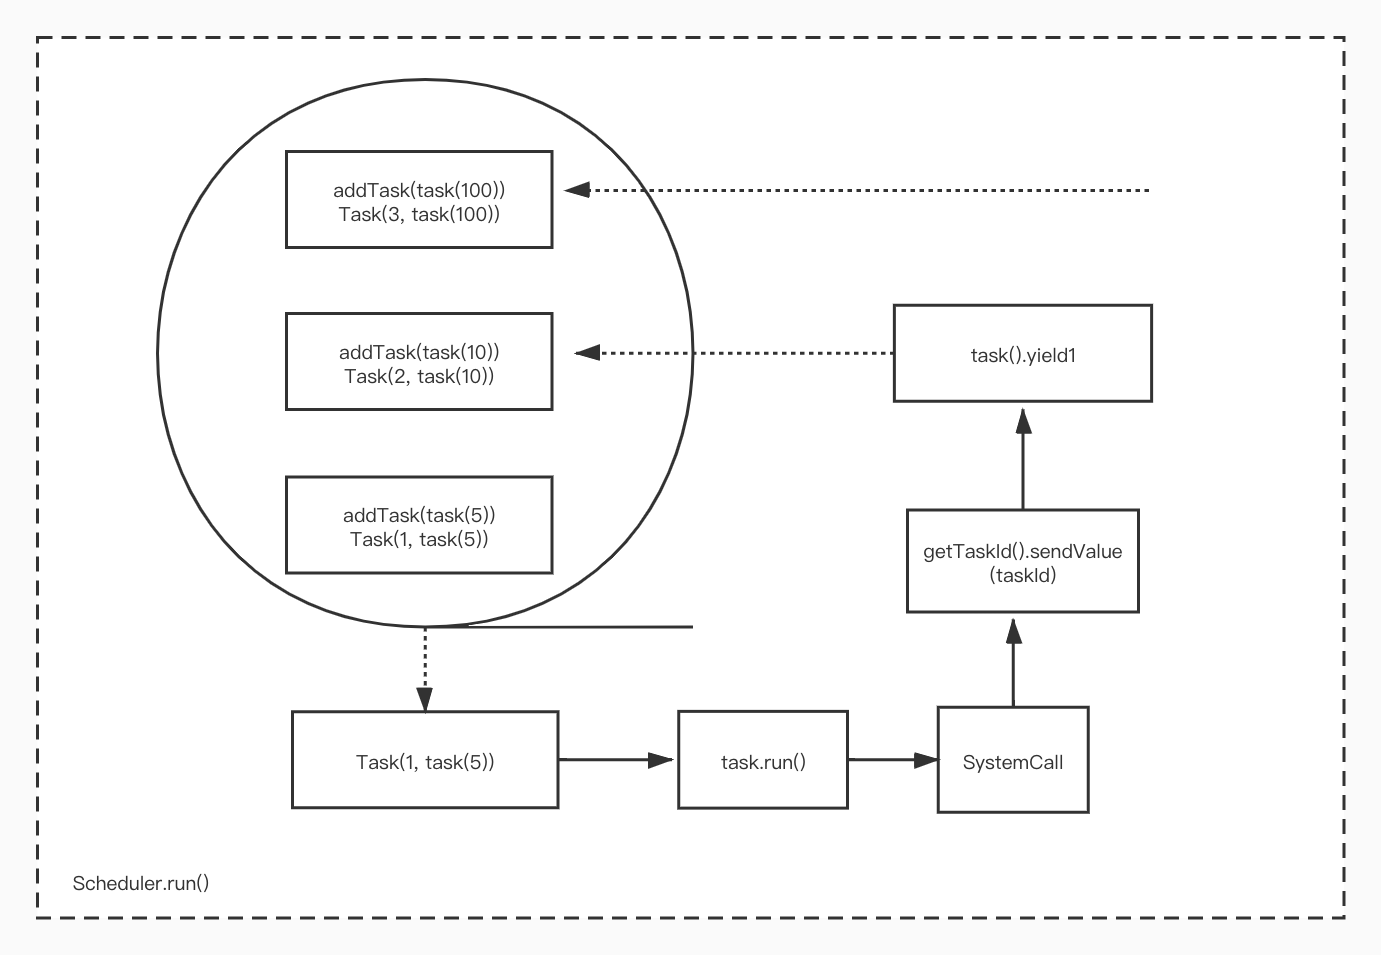 addTask(task(100))
Task(3, task(100))
addTask(task(10))
Task(2, task(10))
task().yield1
addTask(task(5))
Task(1, task(5))
getTaskId().sendValue
(taskId)
Task(1, task(5))
task.run()
SystemCall
Scheduler.run()